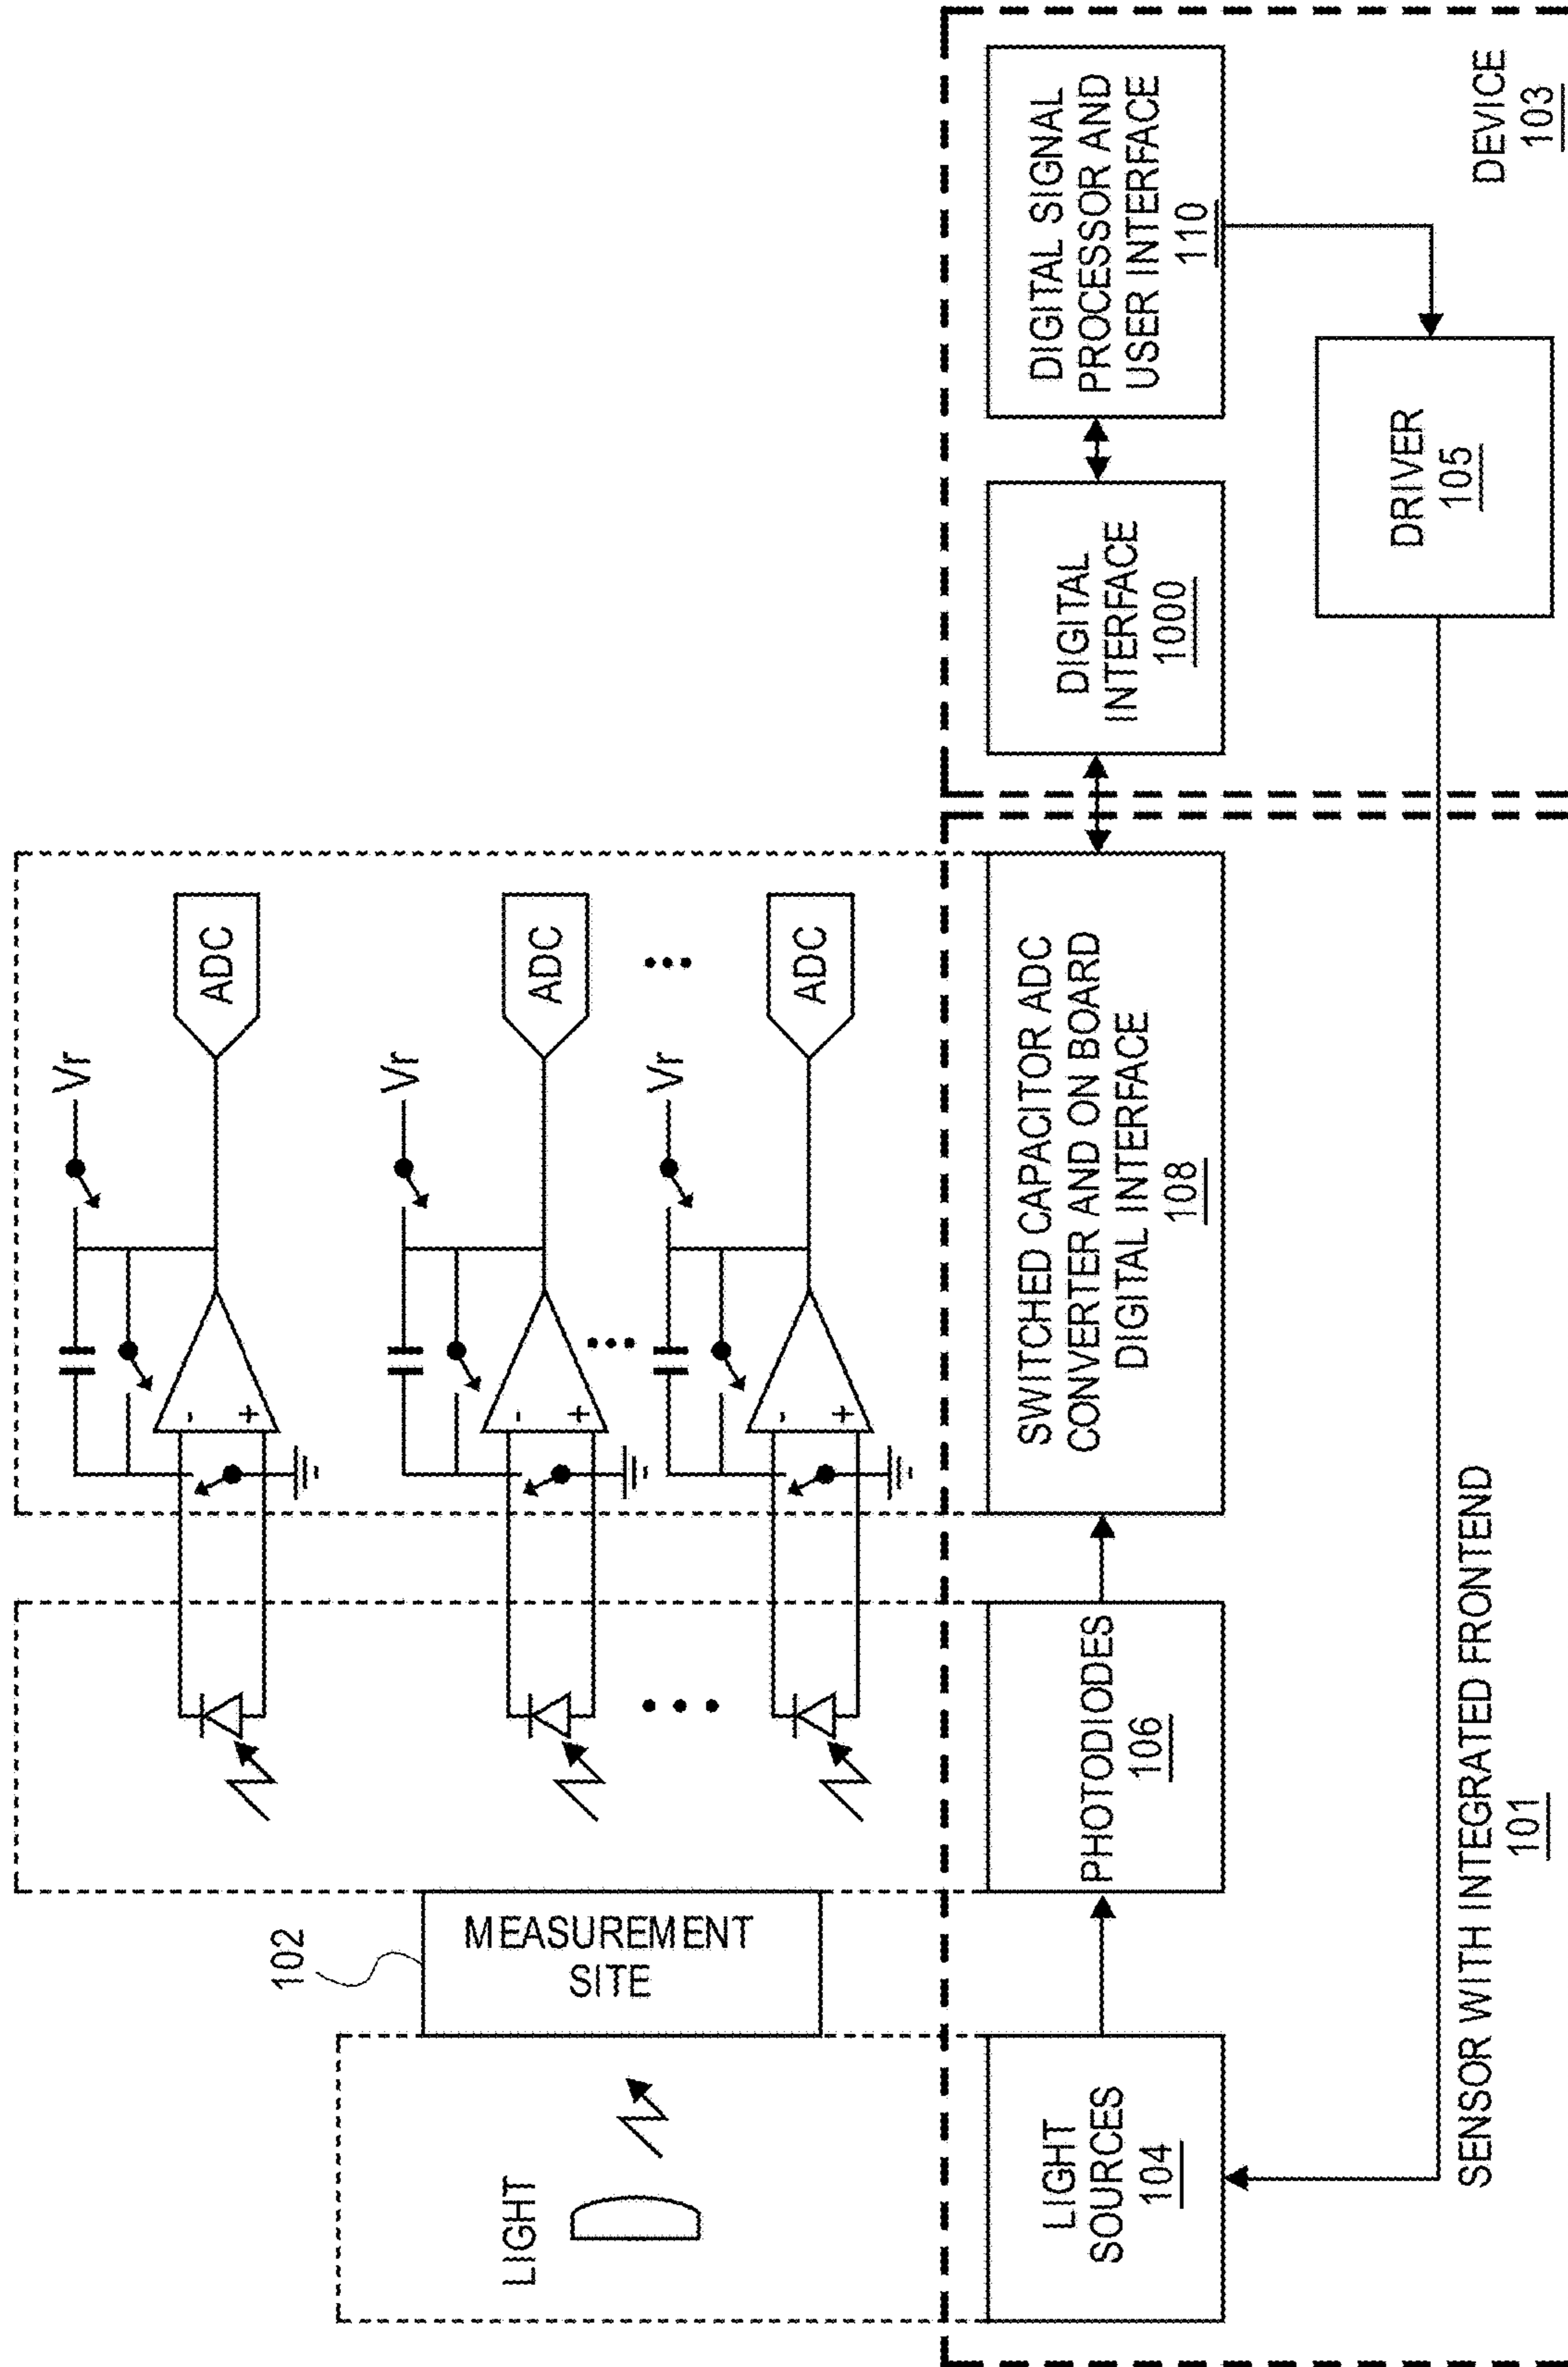 LIGHT
102
MEASUREMENT
SITE
-
+
Vr
ADC
-
+
Vr
ADC
-
+
Vr
ADC
LIGHT
SOURCES
104
PHOTODIODES
106
SWITCHED CAPACITOR ADC
CONVERTER AND ON BOARD
DIGITAL INTERFACE
108
DIGITAL
INTERFACE
1000
DIGITAL SIGNAL
PROCESSOR AND
USER INTERFACE
110
DRIVER
105
SENSOR WITH INTEGRATED FRONTEND
101
DEVICE
103